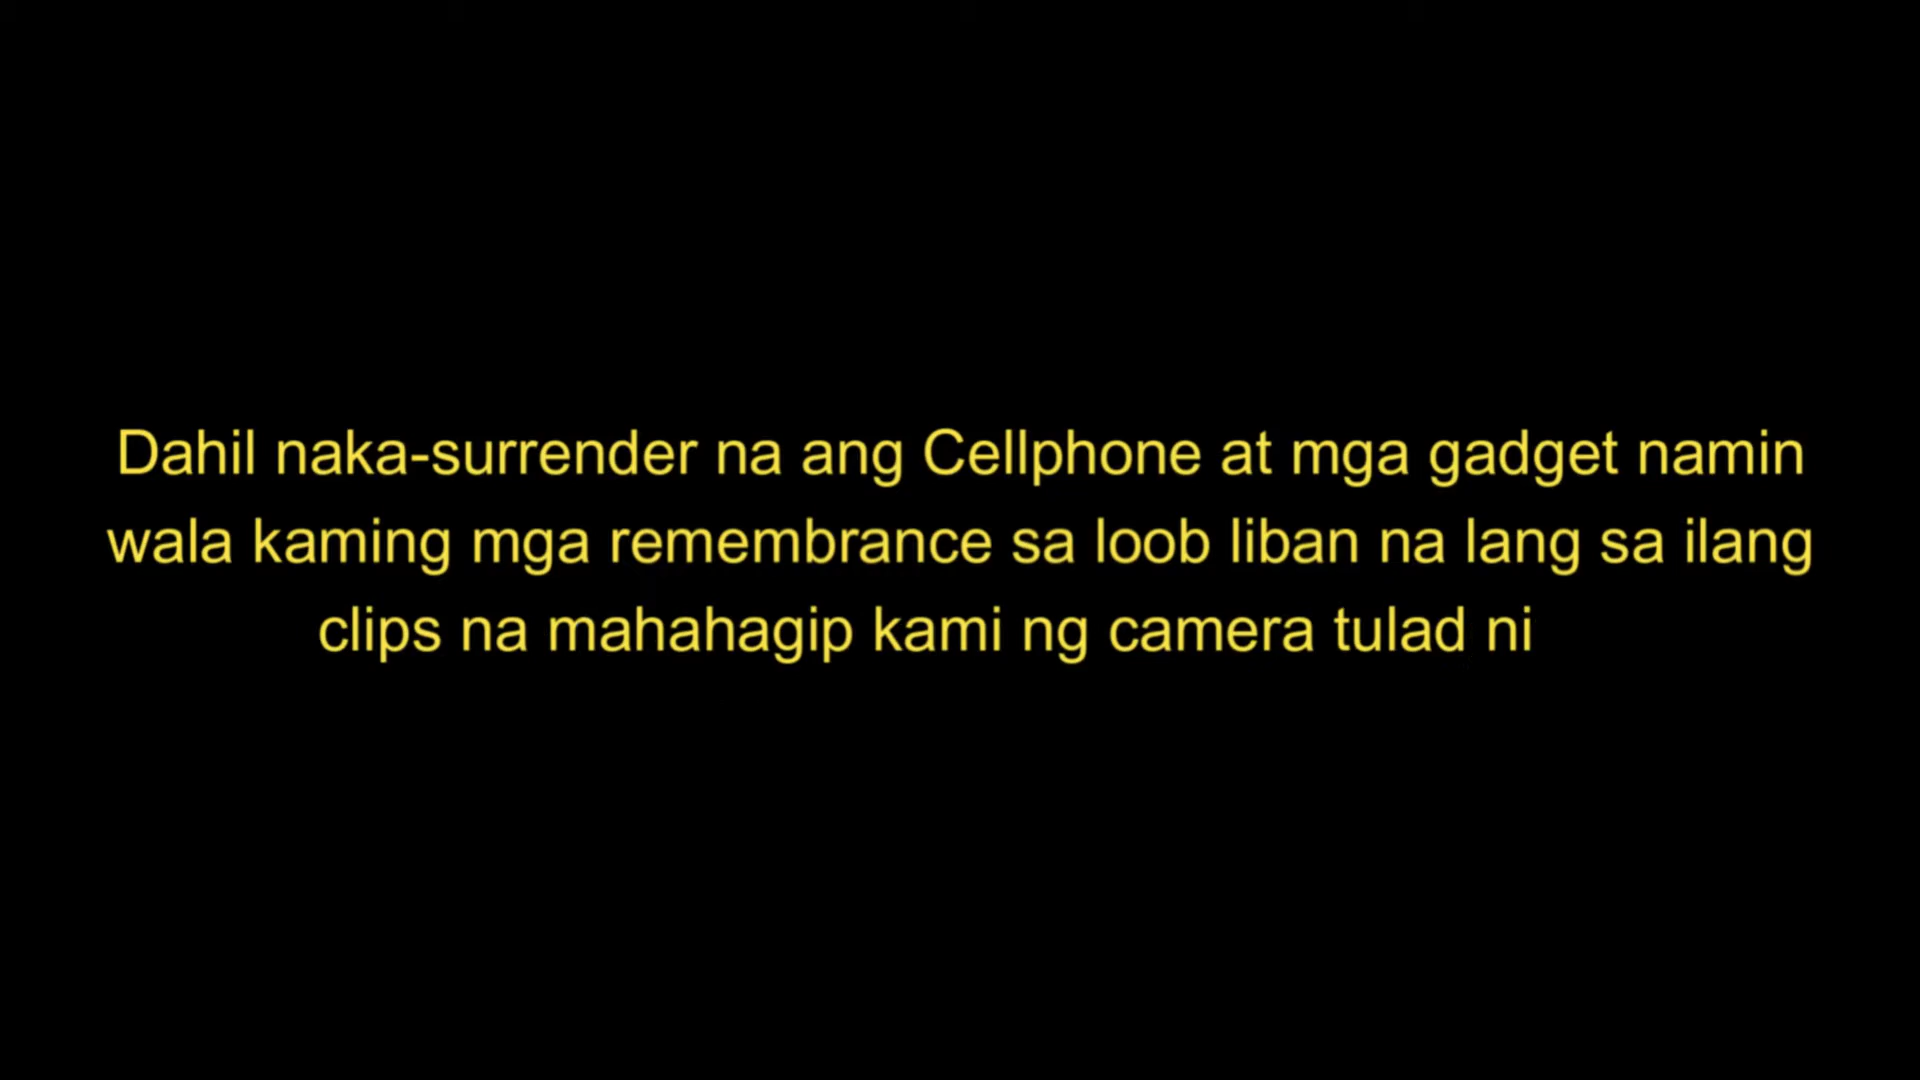 Dahil naka-surrender na ang Cellphone at mga gadget namin
wala kaming mga remembrance sa loob liban na lang sa ilang
clips na mahahagip kami ng camera tulad ni